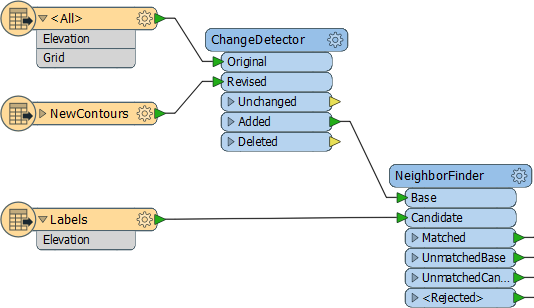 <All>
Elevation
Grid
NewContours
Labels
Elevation
ChangeDetector
Original
Revised
Unchanged
Added
Deleted
NeighborFinder
Base
Candidate
Matched
UnmatchedBase
UnmatchedCan...
<Rejected>